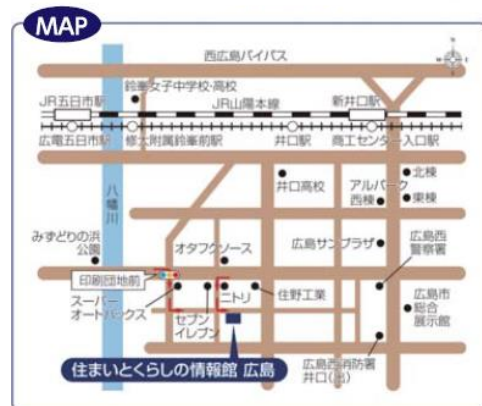 MAP
西広島バイパス
鈴峯女子中学校・高校
JR五日市駅
JR山陽本線
新井口駅
広電五日市駅
修大附属鈴峯前駅
井口駅
商工センター入口駅
八幡川
井口高校
アルパーク
西棟
北棟
東棟
みずどりの浜
公園
オタフクソース
広島サンプラザ
広島西
警察署
印刷団地前
スーパー
オートバックス
セブン
イレブン
ニトリ
住野工業
広島市
総合
展示館
住まいとくらしの情報館 広島
広島西消防署
井口(出)